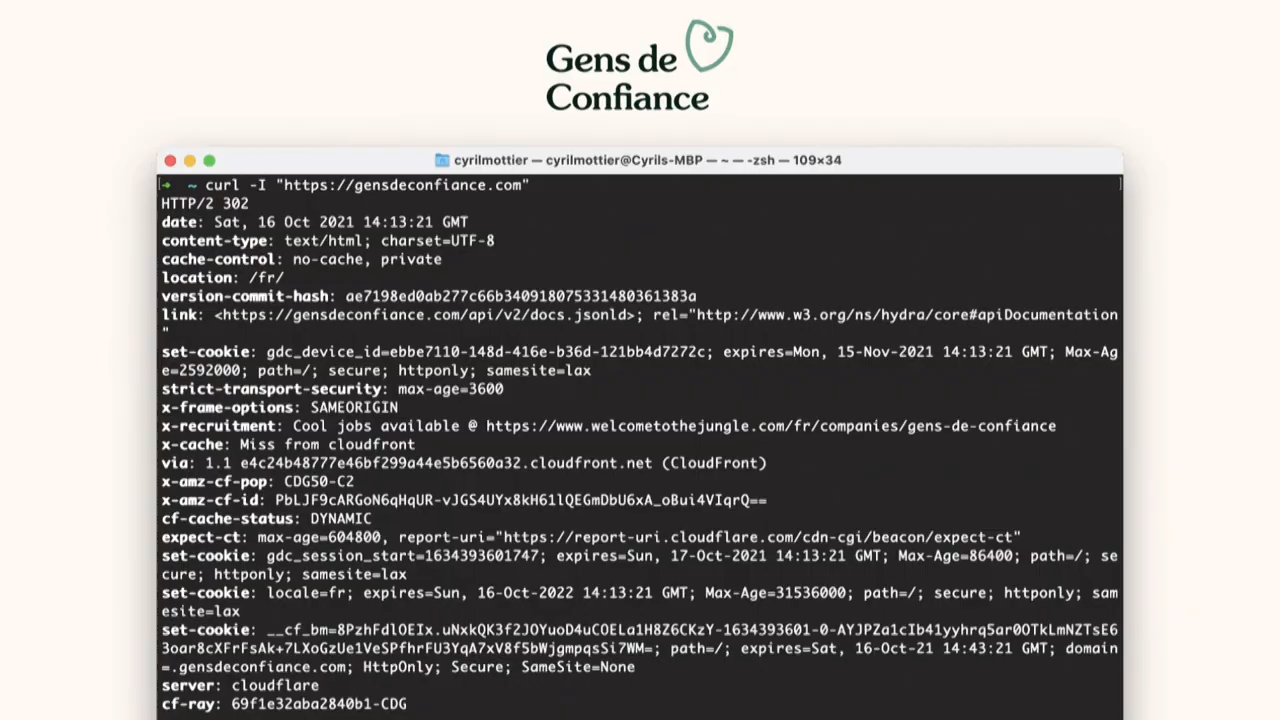 Gens de
Confiance
cyrilmottier — cyrilmottier@Cyrils-MBP — ~ — -zsh — 109×34
~ curl -I "https://gensdeconfiance.com"
HTTP/2 302
date: Sat, 16 Oct 2021 14:13:21 GMT
content-type: text/html; charset=UTF-8
cache-control: no-cache, private
location: /fr/
version-commit-hash: ae7198ed0ab277c66b340918075331480361383a
link: <https://gensdeconfiance.com/api/v2/docs.jsonld>; rel="http://www.w3.org/ns/hydra/core#apiDocumentation
"
set-cookie: gdc_device_id=ebbe7110-148d-416e-b36d-121bb4d7272c; expires=Mon, 15-Nov-2021 14:13:21 GMT; Max-Ag
e=2592000; path=/; secure; httponly; samesite=lax
strict-transport-security: max-age=3600
x-frame-options: SAMEORIGIN
x-recruitment: Cool jobs available @ https://www.welcometothejungle.com/fr/companies/gens-de-confiance
x-cache: Miss from cloudfront
via: 1.1 e4c24b48777e46bf299a44e5b6560a32.cloudfront.net (CloudFront)
x-amz-cf-pop: CDG50-C2
x-amz-cf-id: PbLJF9cARGoN6qHqUR-vJGS4UYx8kH61lQEGmDbU6xA_oBui4VIqrQ==
cf-cache-status: DYNAMIC
expect-ct: max-age=604800, report-uri="https://report-uri.cloudflare.com/cdn-cgi/beacon/expect-ct"
set-cookie: gdc_session_start=1634393601747; expires=Sun, 17-Oct-2021 14:13:21 GMT; Max-Age=86400; path=/; se
cure; httponly; samesite=lax
set-cookie: locale=fr; expires=Sun, 16-Oct-2022 14:13:21 GMT; Max-Age=31536000; path=/; secure; httponly; sam
esite=lax
set-cookie: __cf_bm=8PzhFdlOEIx.uNxkQK3f2JOYuoD4uCOELa1H8Z6CKzY-1634393601-0-AYJPZa1cIb41yyhrq5ar0OTkLmNZTsE6
3oar8cXFrFsAk+7LXoGzUe1VeSPfhrFU3YqA7xV8f5bWjgmpqsSi7WM=; path=/; expires=Sat, 16-Oct-21 14:43:21 GMT; domain
=.gensdeconfiance.com; HttpOnly; Secure; SameSite=None
server: cloudflare
cf-ray: 69f1e32aba2840b1-CDG